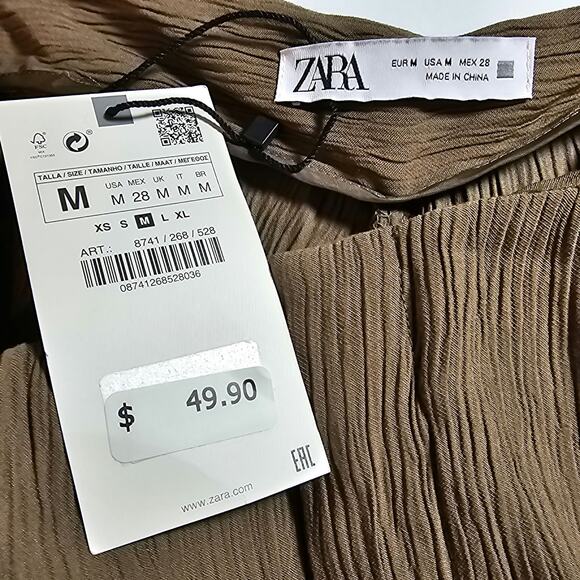 ZARA
EUR M USA M MEX 28
MADE IN CHINA
FSC
TALLA / SIZE / TAMANHO / TAILLE / MAAT / ΜΕΓΕΘΟΣ
M
USA MEX UK IT BR
M 28 M M M
XS S M L XL
ART.: 8741 / 268 / 528
08741268528036
$ 49.90
EAC
www.zara.com